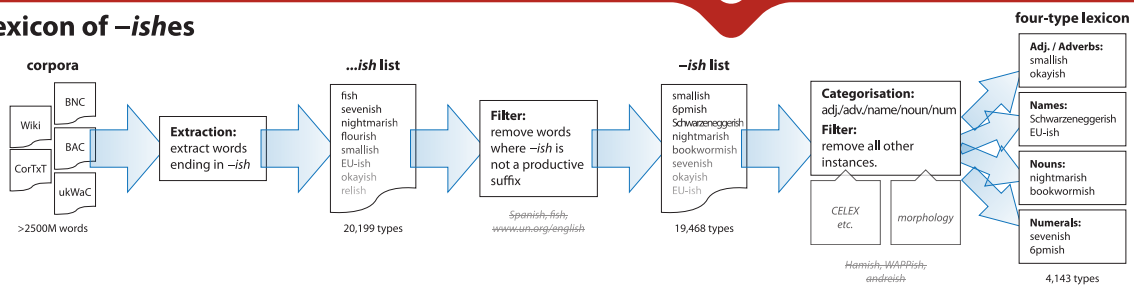 exicon of –ishes
corpora
BNC
Wiki
BAC
CorTxT
ukWaC
>2500M words
Extraction:
extract words
ending in –ish
...ish list
fish
sevenish
nightmarish
flourish
smallish
EU-ish
okayish
relish
20,199 types
Filter:
remove words
where –ish is
not a productive
suffix
Spanish, fish,
www.un.org/english
–ish list
smallish
6pmish
Schwarzeneggerish
nightmarish
bookwormish
sevenish
okayish
EU-ish
19,468 types
Categorisation:
adj./adv./name/noun/num
Filter:
remove all other
instances.
CELEX
etc.
morphology
Hamish, WAPPish,
andreish
four-type lexicon
Adj. / Adverbs:
smallish
okayish
Names:
Schwarzeneggerish
EU-ish
Nouns:
nightmarish
bookwormish
Numerals:
sevenish
6pmish
4,143 types